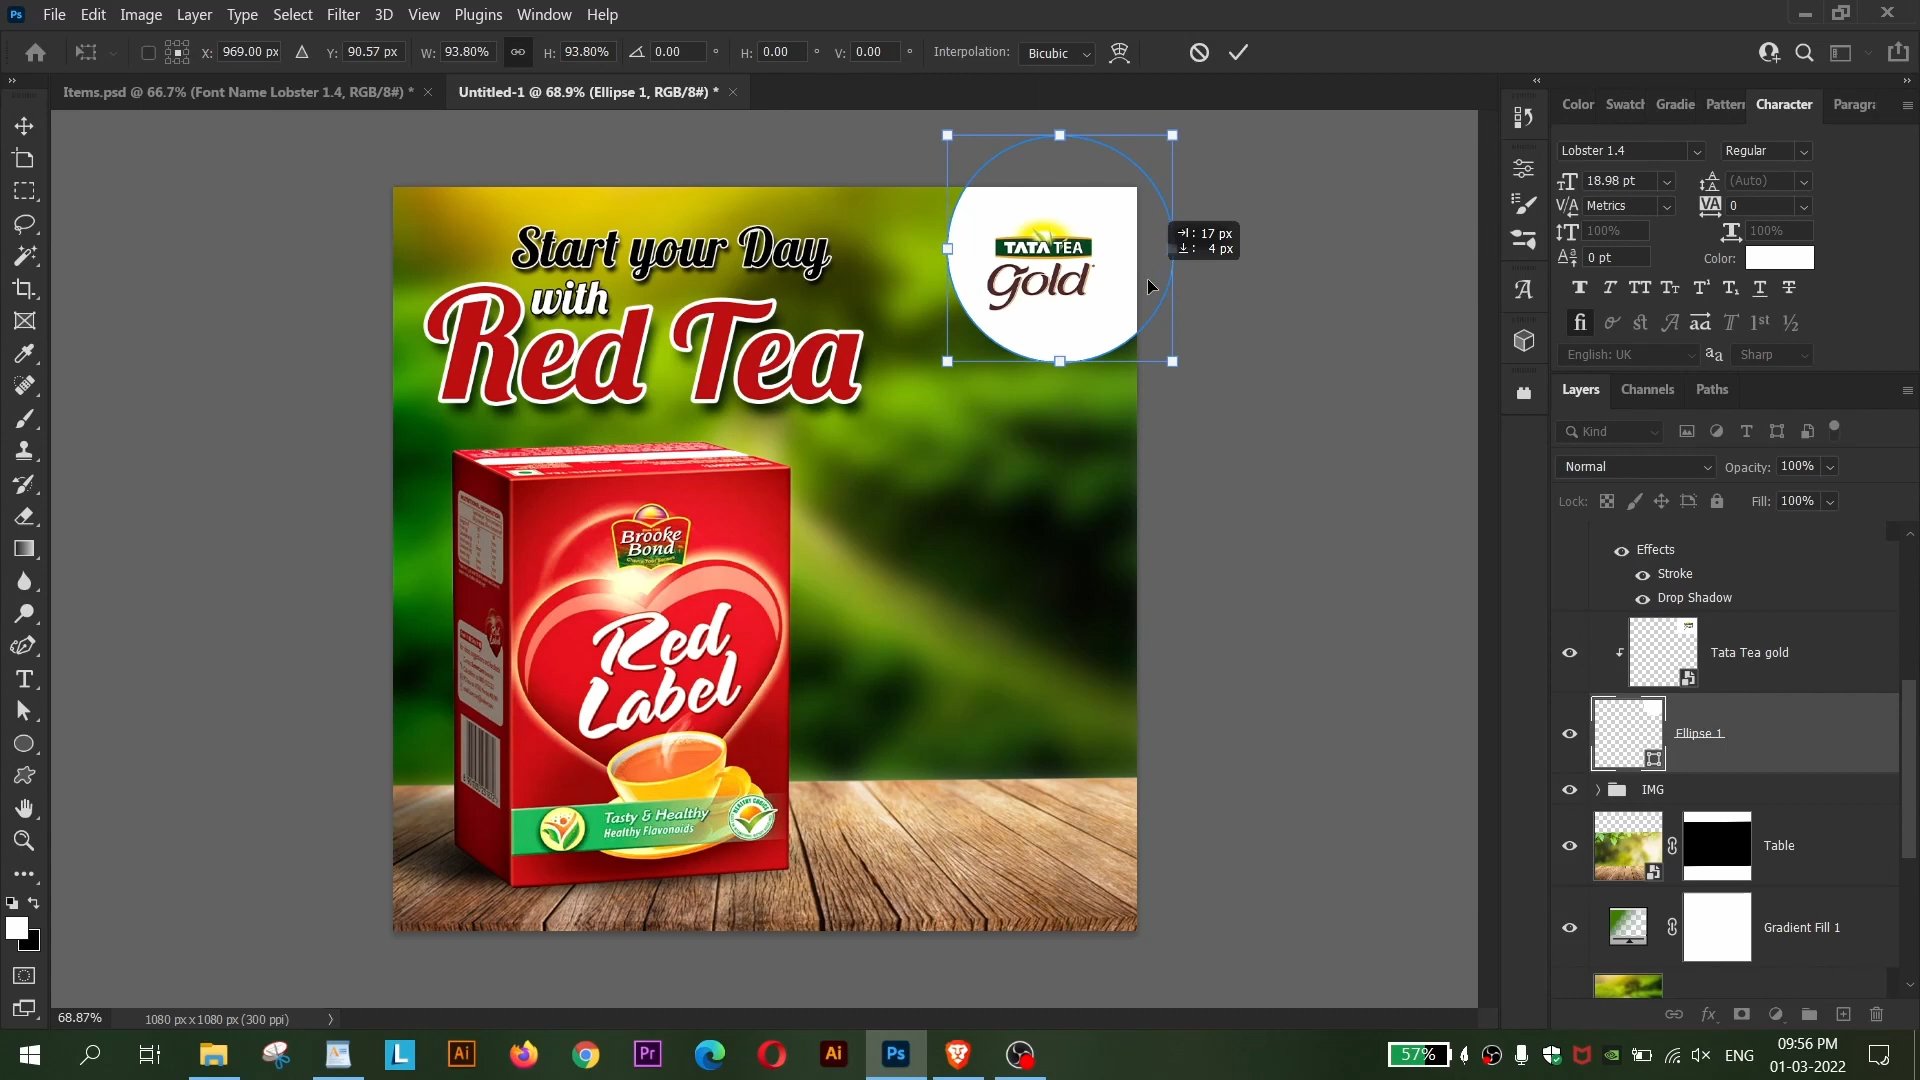 File Edit Image Layer Type Select Filter 3D View Plugins Window Help
X: 969.00 px Y: 90.57 px W: 93.80% H: 93.80% 0.00 ° H: 0.00 ° V: 0.00 ° Interpolation: Bicubic
Items.psd @ 66.7% (Font Name Lobster 1.4, RGB/8#) * × Untitled-1 @ 68.9% (Ellipse 1, RGB/8#) * ×
Start your Day
with
Red Tea
TATA TEA
gold
17 px
4 px
Brooke
Bond
Red
Label
Tasty & Healthy
Healthy Flavonoids
HEALTHY CHOICE
Color Swatch Gradie Patter Character Paragra
Lobster 1.4 Regular
18.98 pt (Auto)
Metrics 0
100% 100%
0 pt Color:
English: UK Sharp
Layers Channels Paths
Kind
Normal Opacity: 100%
Lock: Fill: 100%
Effects
Stroke
Drop Shadow
Tata Tea gold
Ellipse 1
IMG
Table
Gradient Fill 1
68.87% 1080 px x 1080 px (300 ppi)
57% ENG 09:56 PM
01-03-2022